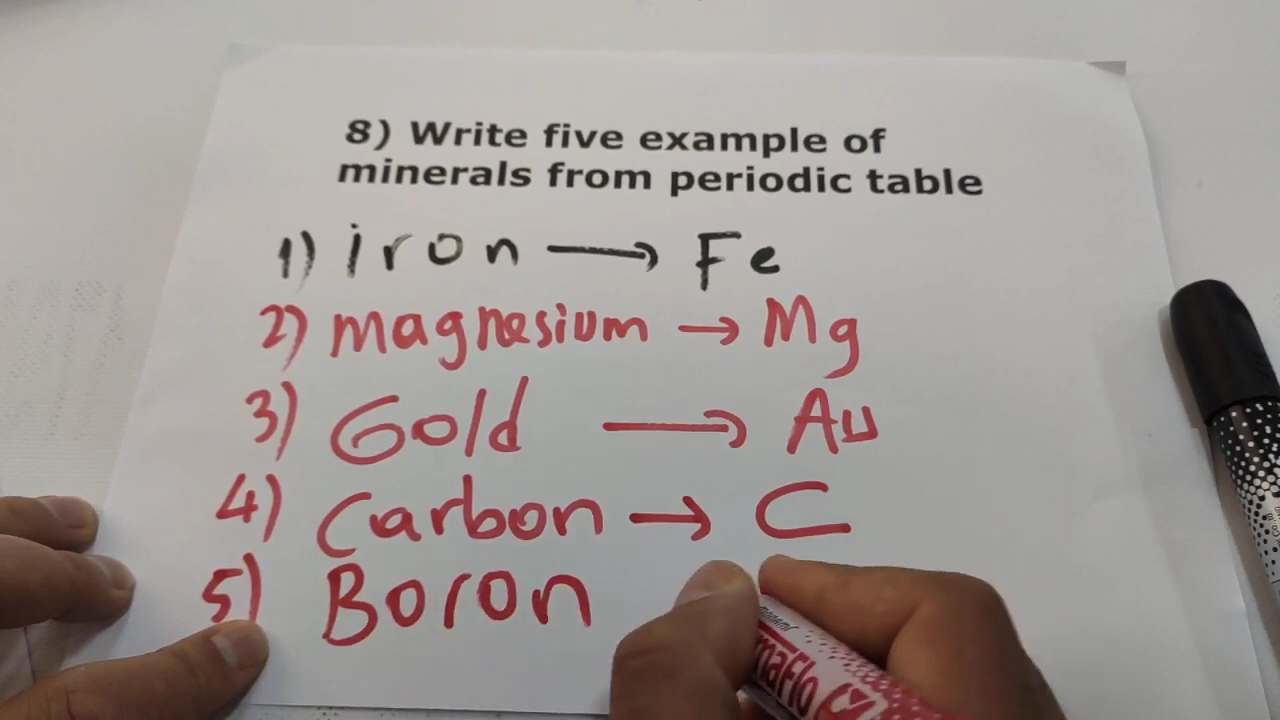 8) Write five example of
minerals from periodic table
1) iron → Fe
2) Magnesium → Mg
3) Gold → Au
4) Carbon → C
5) Boron